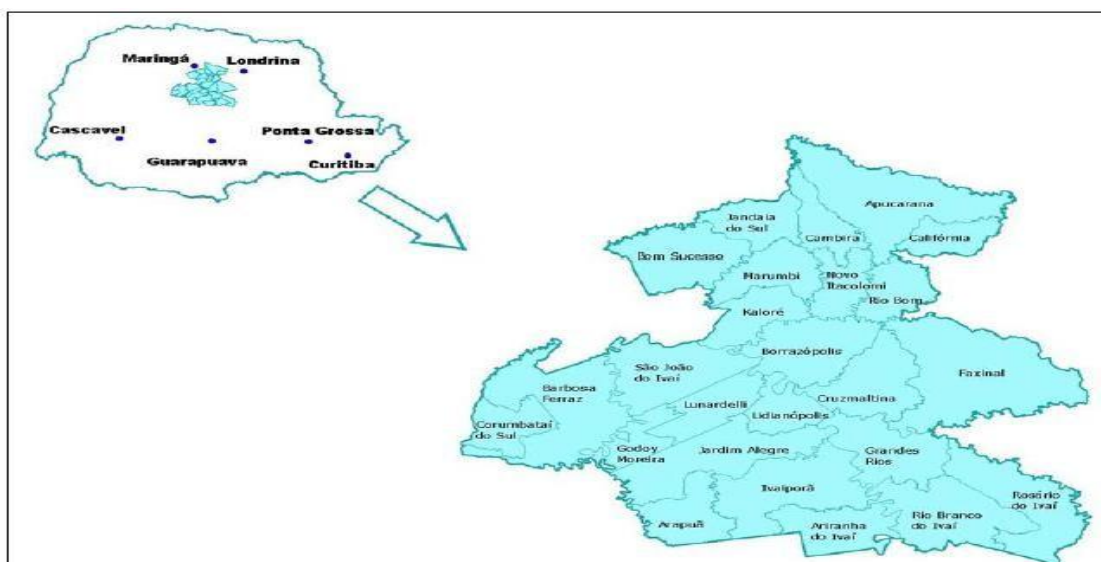 Maringá
Londrina
Cascavel
Ponta Grossa
Guarapuava
Curitiba
Apucarana
Jandaia
do Sul
Cambira
Califórnia
Bom Sucesso
Marumbi
Novo
Itacolomi
Rio Bom
Kaloré
Borrazópolis
São João
do Ivaí
Faxinal
Barbosa
Ferraz
Cruzmaltina
Lunardelli
Lidianópolis
Corumbataí
do Sul
Godoy
Moreira
Jardim Alegre
Grandes
Rios
Ivaiporã
Rosário
do Ivaí
Arapuã
Ariranha
do Ivaí
Rio Branco
do Ivaí